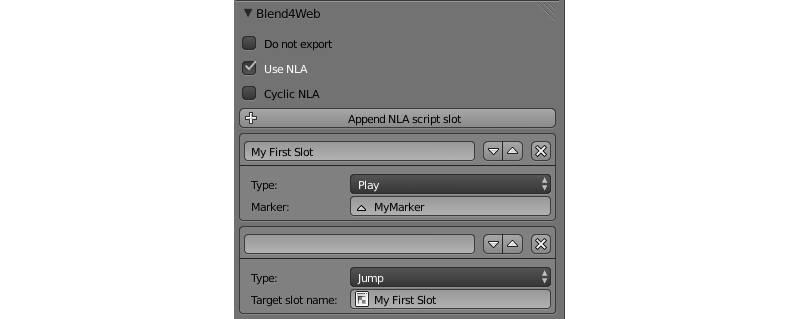 Blend4Web
Do not export
Use NLA
Cyclic NLA
Append NLA script slot
My First Slot
Type: Play
Marker: MyMarker
Type: Jump
Target slot name: My First Slot